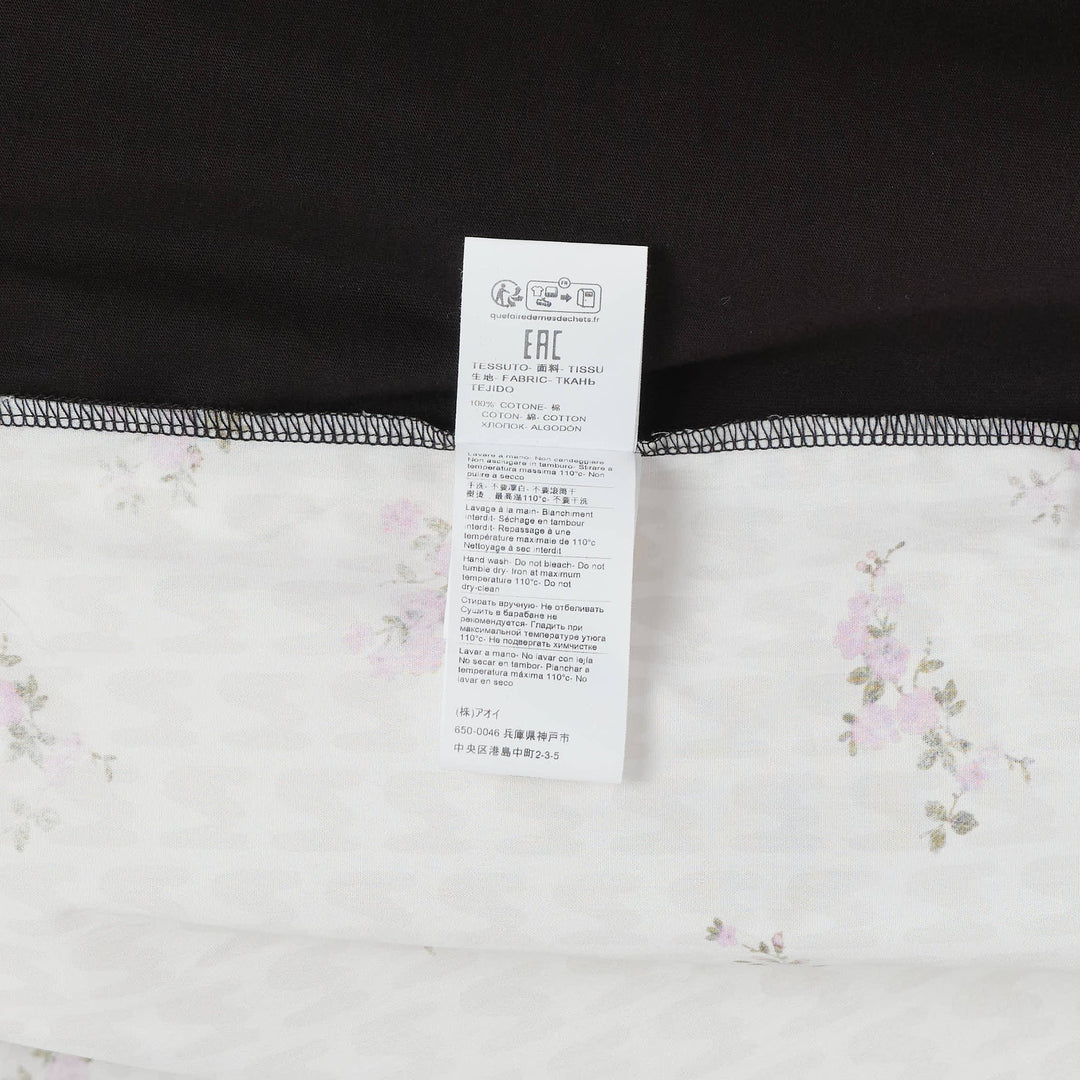 FR
quefairedemesdechets.fr
EAC
TESSUTO- 面料- TISSU
生地- FABRIC- ТКАНЬ
TEJIDO
100% COTONE- 棉
COTON- 綿- COTTON
ХЛОПОК- ALGODÓN
Lavare a mano- Non candeggiare
Non asciugare in tamburo- Stirare a
temperatura massima 110°c- Non
pulire a secco
手洗- 不要漂白- 不要滚筒干
最高温110°c- 不要干洗
Lavage à la main- Blanchiment
interdit- Séchage en tambour
interdit- Repassage à une
température maximale de 110°c
Nettoyage à sec interdit
Hand wash- Do not bleach- Do not
tumble dry- Iron at maximum
temperature 110°c- Do not
dry-clean
Стирать вручную- Не отбеливать
Сушить в барабане не
рекомендуется- Гладить при
максимальной температуре утюга
110°c- Не подвергать химчистке
Lavar a mano- No lavar con lejía
No secar en tambor- Planchar a
temperatura máxima 110°c- No
lavar en seco
(株)アオイ
650-0046 兵庫県神戸市
中央区港島中町2-3-5